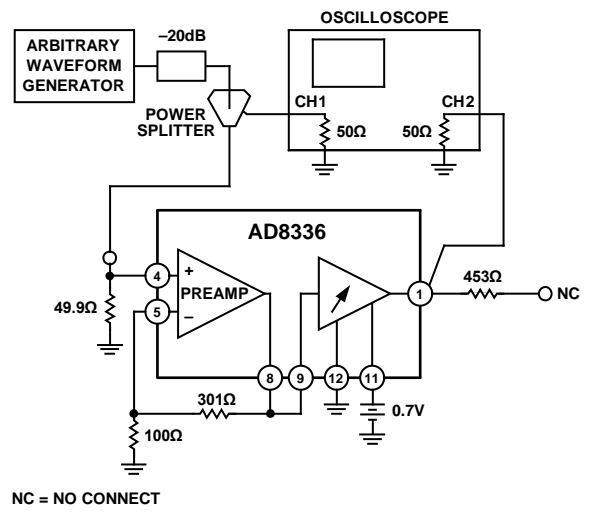 OSCILLOSCOPE
ARBITRARY
WAVEFORM
GENERATOR
–20dB
POWER
SPLITTER
CH1
CH2
50Ω
50Ω
AD8336
49.9Ω
4
+
PREAMP
5
–
1
453Ω
NC
8
9
12
11
301Ω
100Ω
0.7V
NC = NO CONNECT